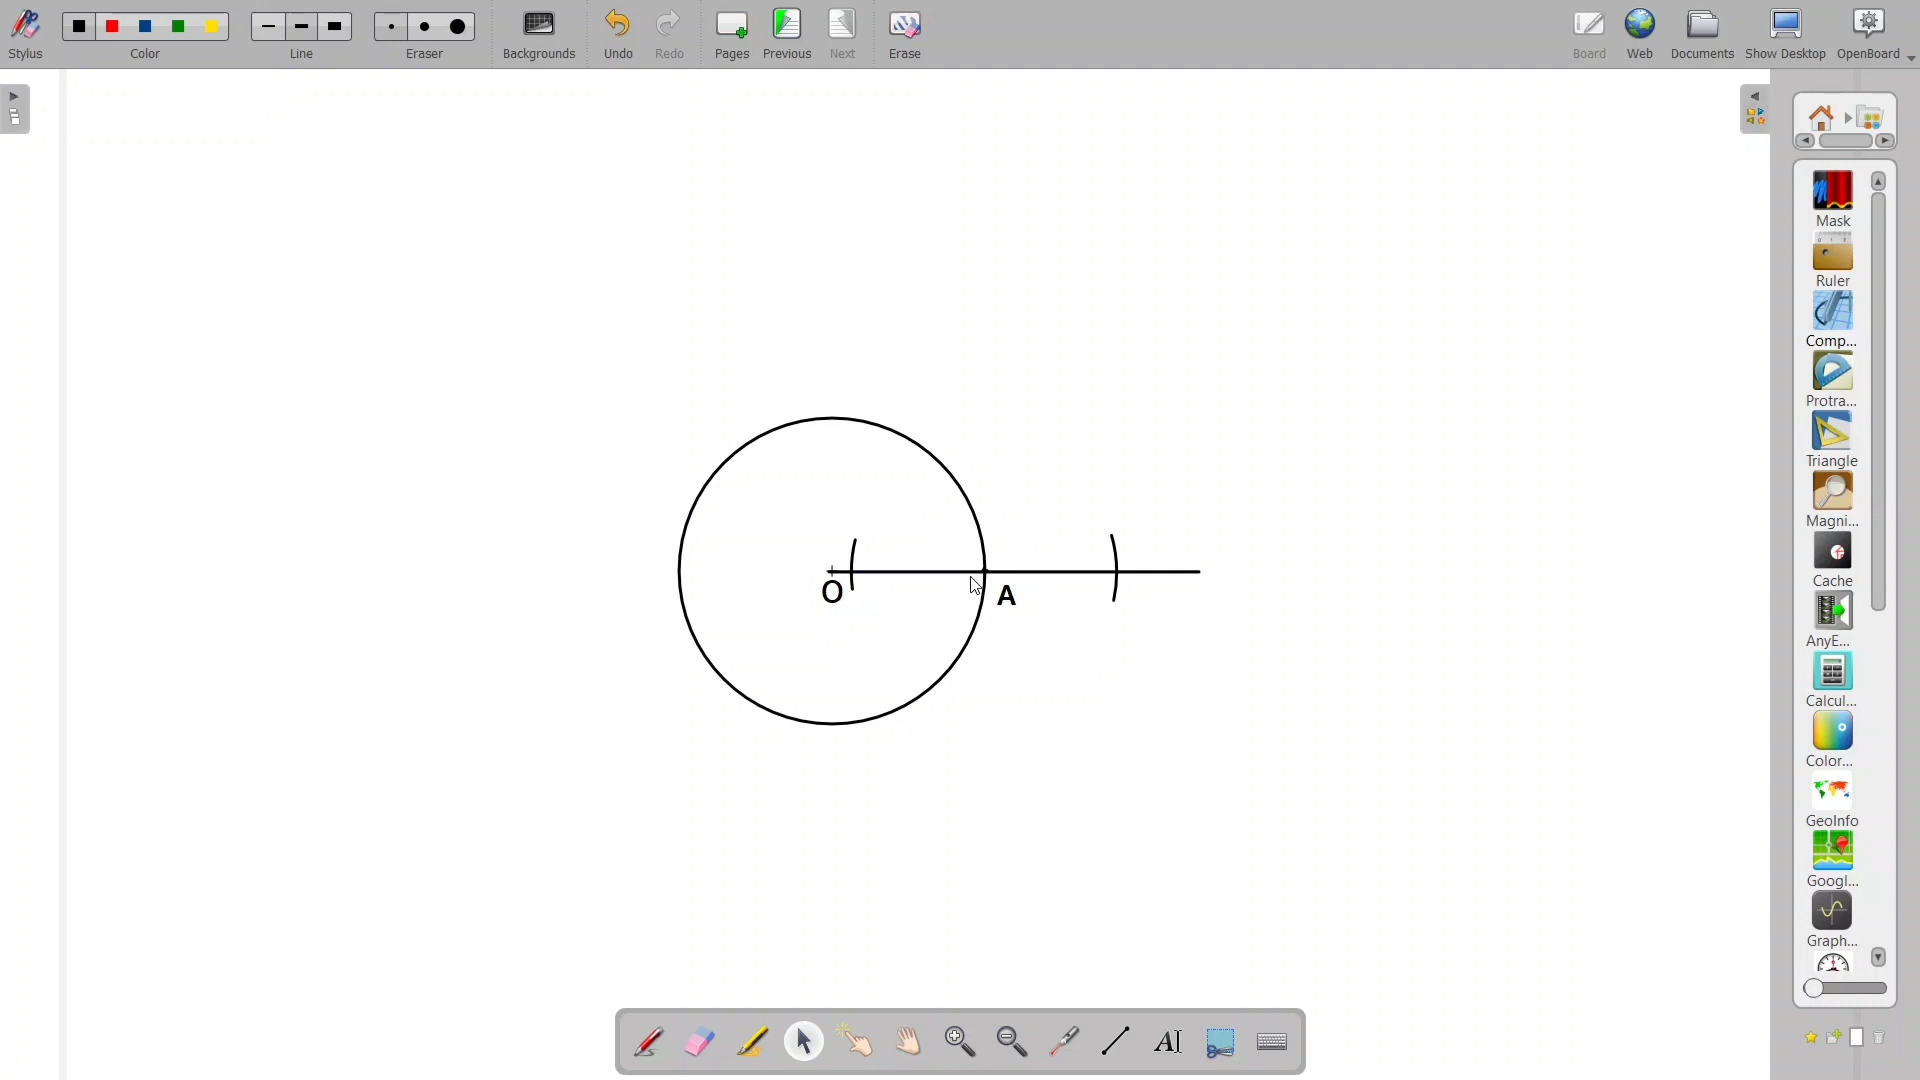 Stylus
Color
Line
Eraser
Backgrounds
Undo
Redo
Pages
Previous
Next
Erase
Board
Web
Documents
Show Desktop
OpenBoard
Mask
Ruler
Comp...
Protra...
Triangle
Magni...
Cache
AnyE...
Calcul...
Color...
GeoInfo
Googl...
Graph...
O
A